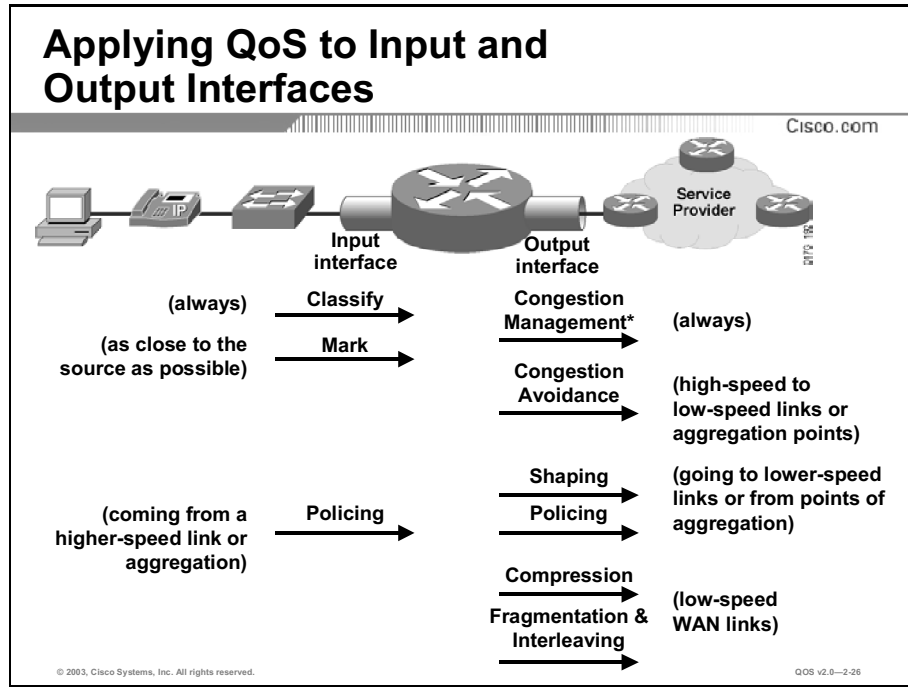 Applying QoS to Input and
Output Interfaces
Cisco.com
IP
Service
Provider
Input
interface
Output
interface
(always)
Classify
Congestion
Management*
(always)
(as close to the
source as possible)
Mark
Congestion
Avoidance
(high-speed to
low-speed links or
aggregation points)
Shaping
(going to lower-speed
links or from points of
aggregation)
(coming from a
higher-speed link or
aggregation)
Policing
Policing
Compression
Fragmentation &
Interleaving
(low-speed
WAN links)
© 2003, Cisco Systems, Inc. All rights reserved.
QOS v2.0—2-26